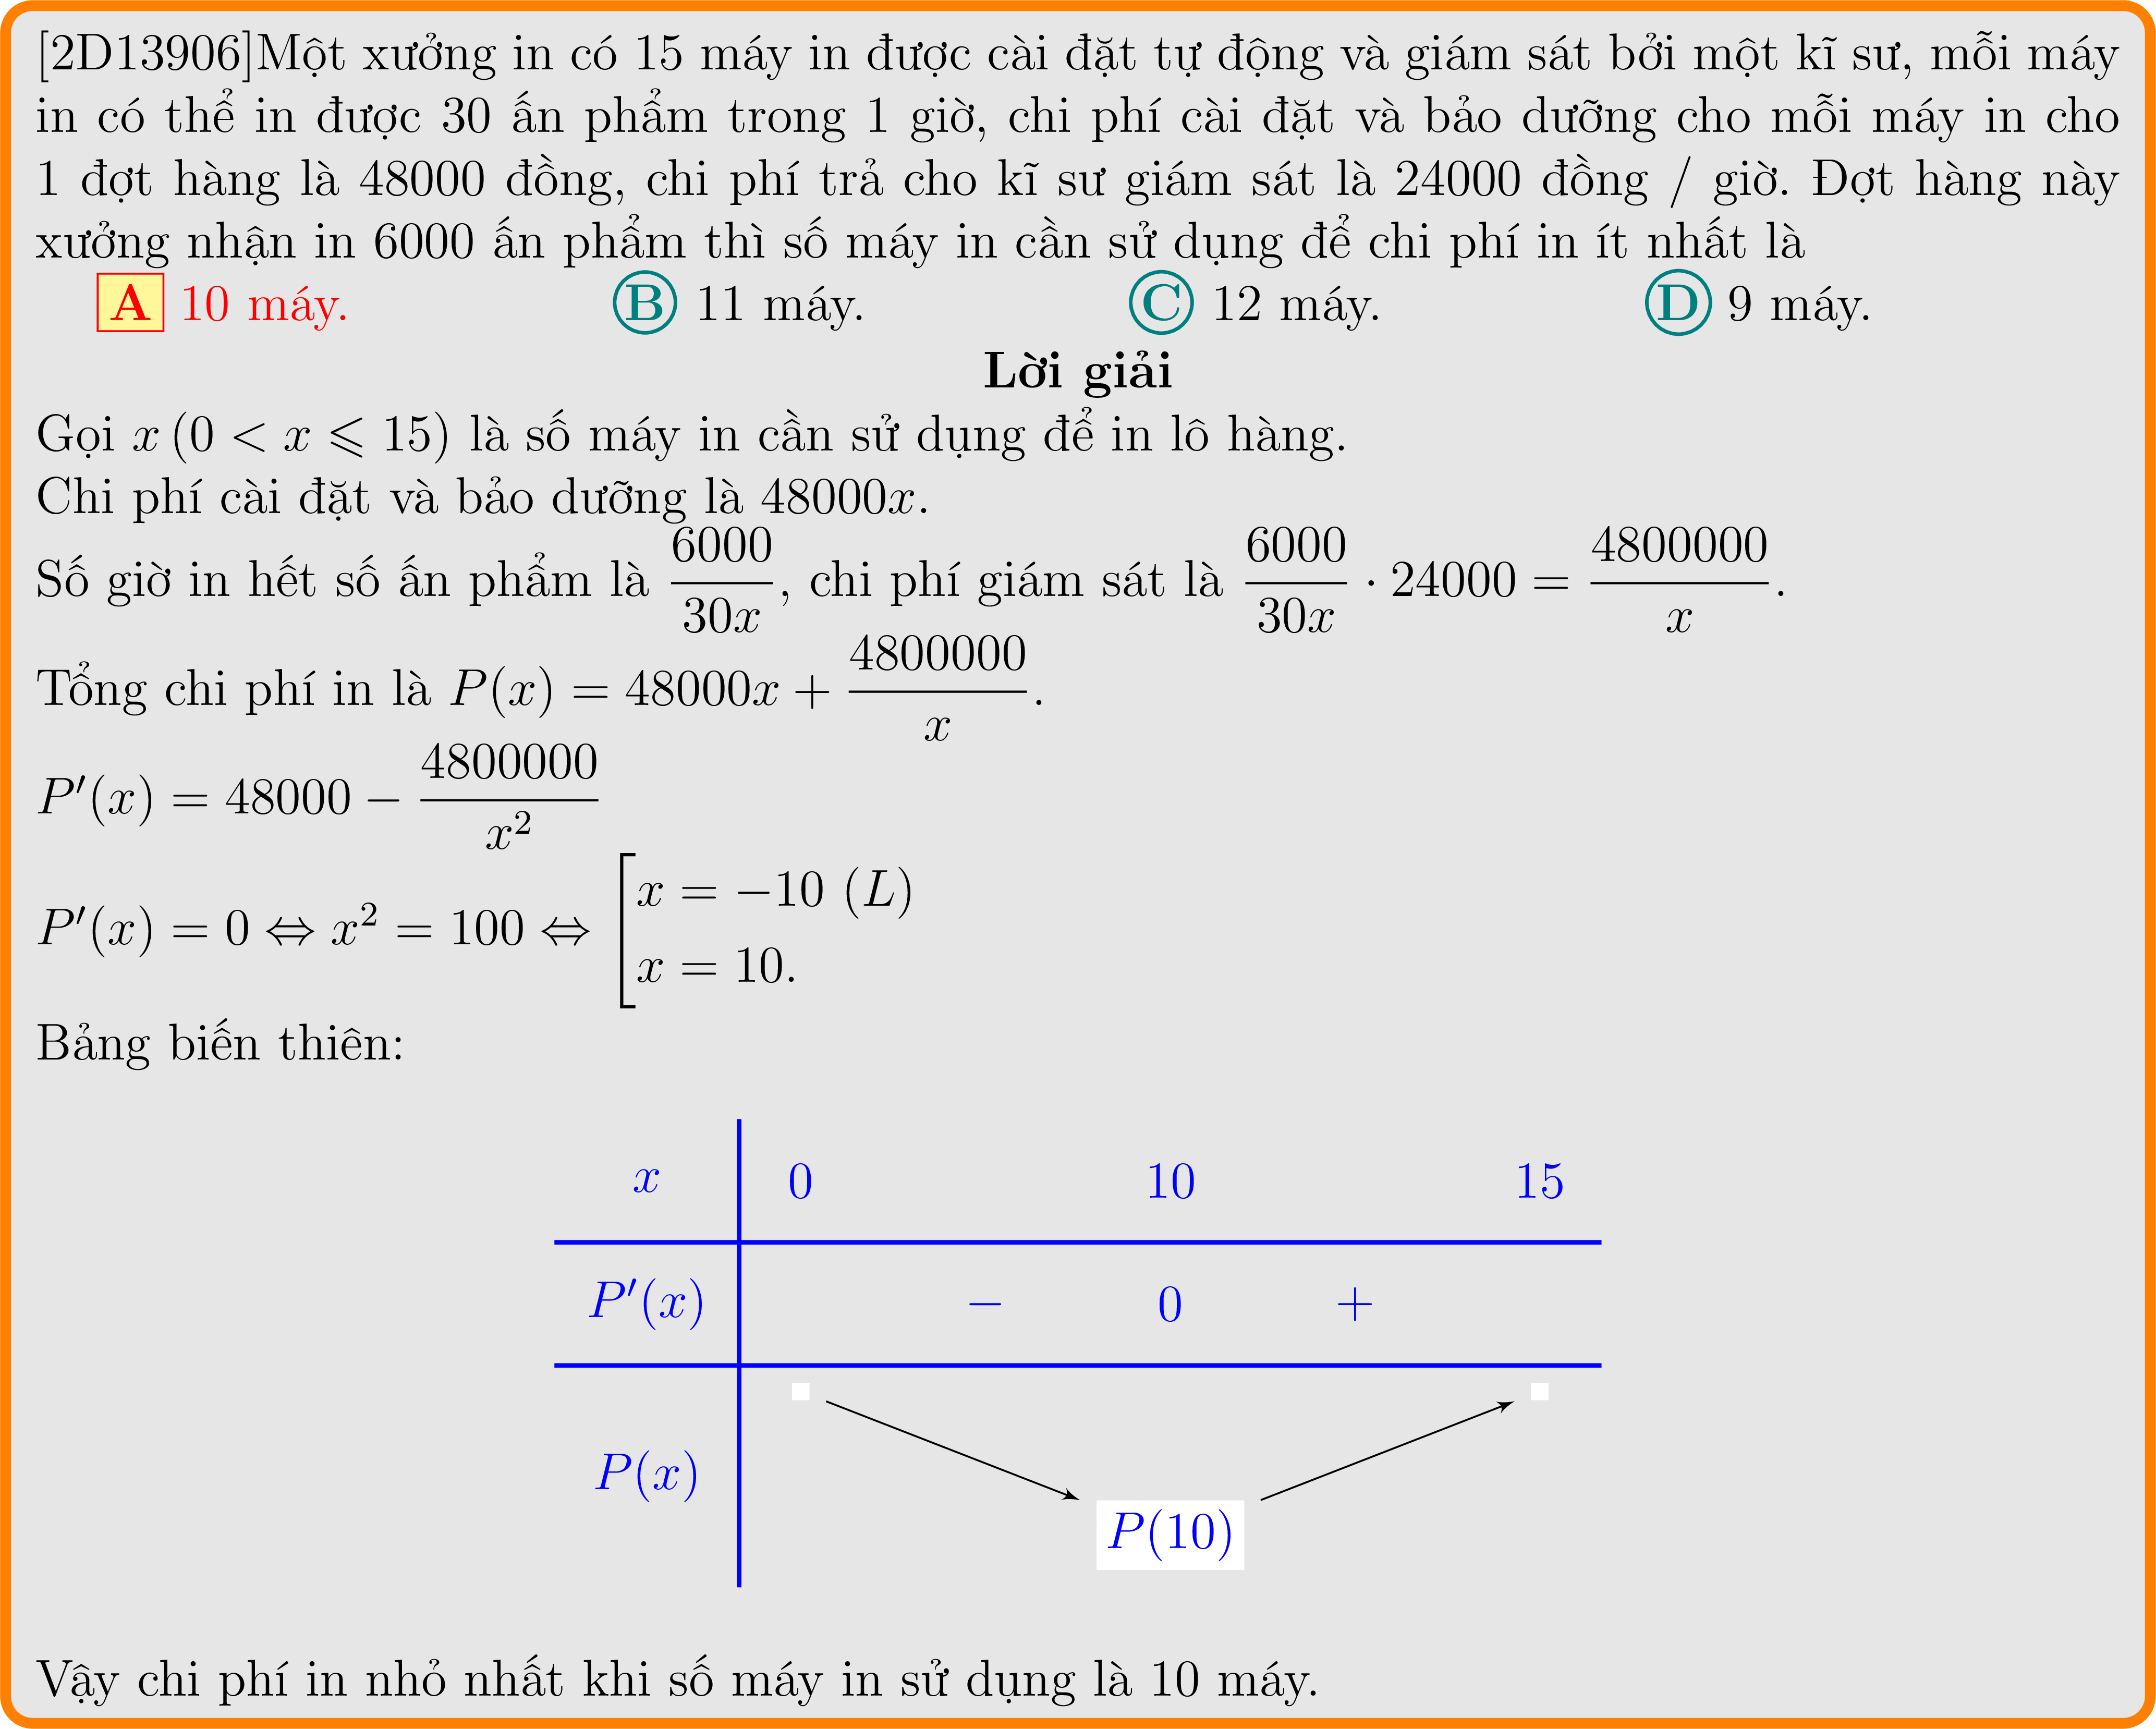 [2D13906]Một xưởng in có 15 máy in được cài đặt tự động và giám sát bởi một kĩ sư, mỗi máy
in có thể in được 30 ấn phẩm trong 1 giờ, chi phí cài đặt và bảo dưỡng cho mỗi máy in cho
1 đợt hàng là 48000 đồng, chi phí trả cho kĩ sư giám sát là 24000 đồng / giờ. Đợt hàng này
xưởng nhận in 6000 ấn phẩm thì số máy in cần sử dụng để chi phí in ít nhất là
A 10 máy. B 11 máy. C 12 máy. D 9 máy.
Lời giải
Gọi $x\,(0 < x \leqslant 15)$ là số máy in cần sử dụng để in lô hàng.
Chi phí cài đặt và bảo dưỡng là $48000x$.
Số giờ in hết số ấn phẩm là $\frac{6000}{30x}$, chi phí giám sát là $\frac{6000}{30x} \cdot 24000 = \frac{4800000}{x}$.
Tổng chi phí in là $P(x) = 48000x + \frac{4800000}{x}$.
$P'(x) = 48000 - \frac{4800000}{x^2}$
$P'(x) = 0 \Leftrightarrow x^2 = 100 \Leftrightarrow \left[\begin{array}{l} x = -10\ (L) \\ x = 10. \end{array}\right.$
Bảng biến thiên:
x 0 10 15
P′(x) − 0 +
P(x)
P(10)
Vậy chi phí in nhỏ nhất khi số máy in sử dụng là 10 máy.